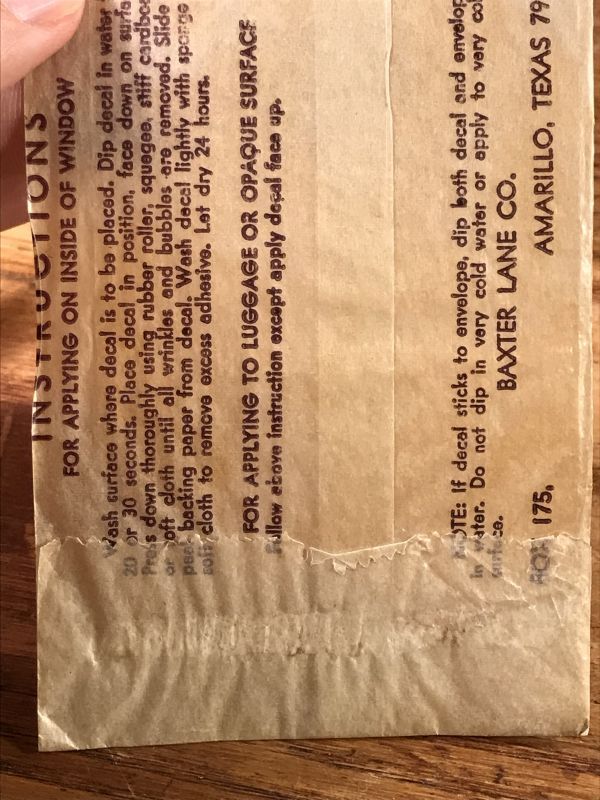 INSTRUCTIONS
FOR APPLYING ON INSIDE OF WINDOW
Wash surface where decal is to be placed. Dip decal in water
20 or 30 seconds. Place decal in position, face down on surfa
Press down thoroughly using rubber roller, squegee, stiff cardboa
or soft cloth until all wrinkles and bubbles are removed. Slide
peel backing paper from decal. Wash decal lightly with sponge
soft cloth to remove excess adhesive. Let dry 24 hours.
FOR APPLYING TO LUGGAGE OR OPAQUE SURFACE
Follow above instruction except apply decal face up.
NOTE: If decal sticks to envelope, dip both decal and envelop
in water. Do not dip in very cold water or apply to very col
surface.
BAXTER LANE CO.
BOX 175, AMARILLO, TEXAS 79